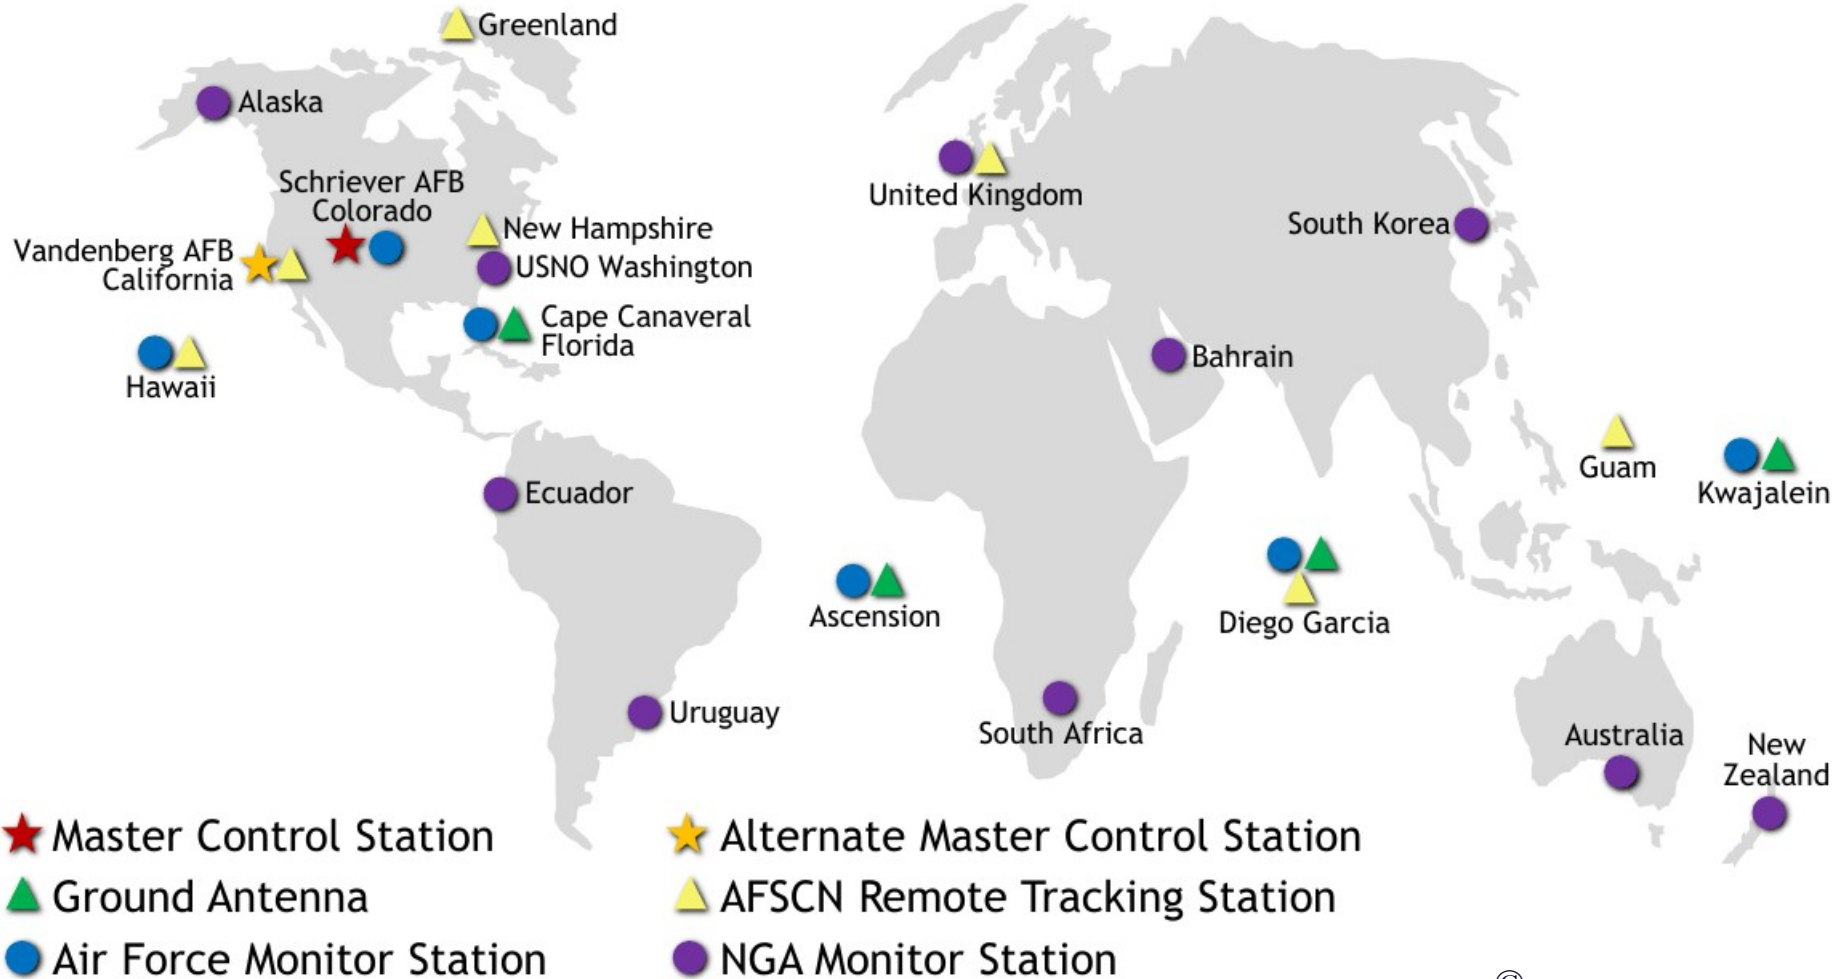 Greenland
Alaska
Schriever AFB
Colorado
Vandenberg AFB
California
New Hampshire
USNO Washington
Cape Canaveral
Florida
Hawaii
United Kingdom
South Korea
Bahrain
Guam
Kwajalein
Ecuador
Ascension
Diego Garcia
Uruguay
South Africa
Australia
New
Zealand
Master Control Station
Alternate Master Control Station
Ground Antenna
AFSCN Remote Tracking Station
Air Force Monitor Station
NGA Monitor Station